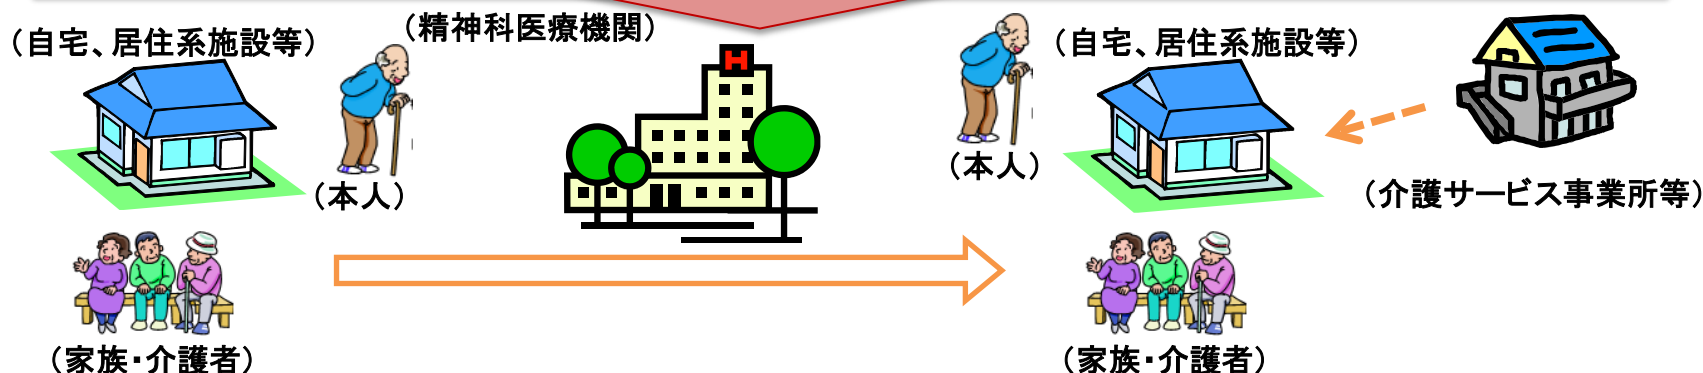 （自宅、居住系施設等）
（本人）
（家族・介護者）
（精神科医療機関）
H
（本人）
（自宅、居住系施設等）
（家族・介護者）
（介護サービス事業所等）